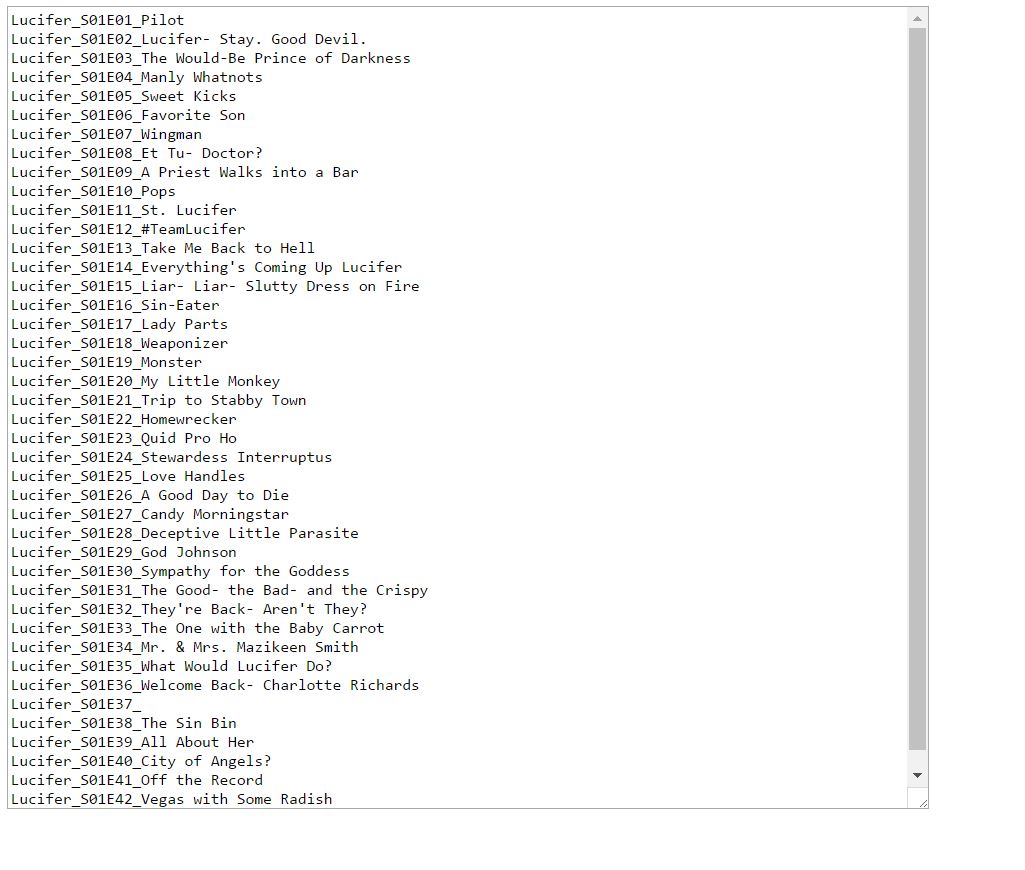 Lucifer_S01E01_Pilot
Lucifer_S01E02_Lucifer- Stay. Good Devil.
Lucifer_S01E03_The Would-Be Prince of Darkness
Lucifer_S01E04_Manly Whatnots
Lucifer_S01E05_Sweet Kicks
Lucifer_S01E06_Favorite Son
Lucifer_S01E07_Wingman
Lucifer_S01E08_Et Tu- Doctor?
Lucifer_S01E09_A Priest Walks into a Bar
Lucifer_S01E10_Pops
Lucifer_S01E11_St. Lucifer
Lucifer_S01E12_#TeamLucifer
Lucifer_S01E13_Take Me Back to Hell
Lucifer_S01E14_Everything's Coming Up Lucifer
Lucifer_S01E15_Liar- Liar- Slutty Dress on Fire
Lucifer_S01E16_Sin-Eater
Lucifer_S01E17_Lady Parts
Lucifer_S01E18_Weaponizer
Lucifer_S01E19_Monster
Lucifer_S01E20_My Little Monkey
Lucifer_S01E21_Trip to Stabby Town
Lucifer_S01E22_Homewrecker
Lucifer_S01E23_Quid Pro Ho
Lucifer_S01E24_Stewardess Interruptus
Lucifer_S01E25_Love Handles
Lucifer_S01E26_A Good Day to Die
Lucifer_S01E27_Candy Morningstar
Lucifer_S01E28_Deceptive Little Parasite
Lucifer_S01E29_God Johnson
Lucifer_S01E30_Sympathy for the Goddess
Lucifer_S01E31_The Good- the Bad- and the Crispy
Lucifer_S01E32_They're Back- Aren't They?
Lucifer_S01E33_The One with the Baby Carrot
Lucifer_S01E34_Mr. & Mrs. Mazikeen Smith
Lucifer_S01E35_What Would Lucifer Do?
Lucifer_S01E36_Welcome Back- Charlotte Richards
Lucifer_S01E37_
Lucifer_S01E38_The Sin Bin
Lucifer_S01E39_All About Her
Lucifer_S01E40_City of Angels?
Lucifer_S01E41_Off the Record
Lucifer_S01E42_Vegas with Some Radish